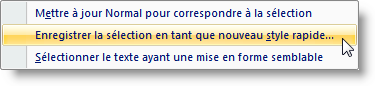 Mettre à jour Normal pour correspondre à la sélection
Enregistrer la sélection en tant que nouveau style rapide...
Sélectionner le texte ayant une mise en forme semblable